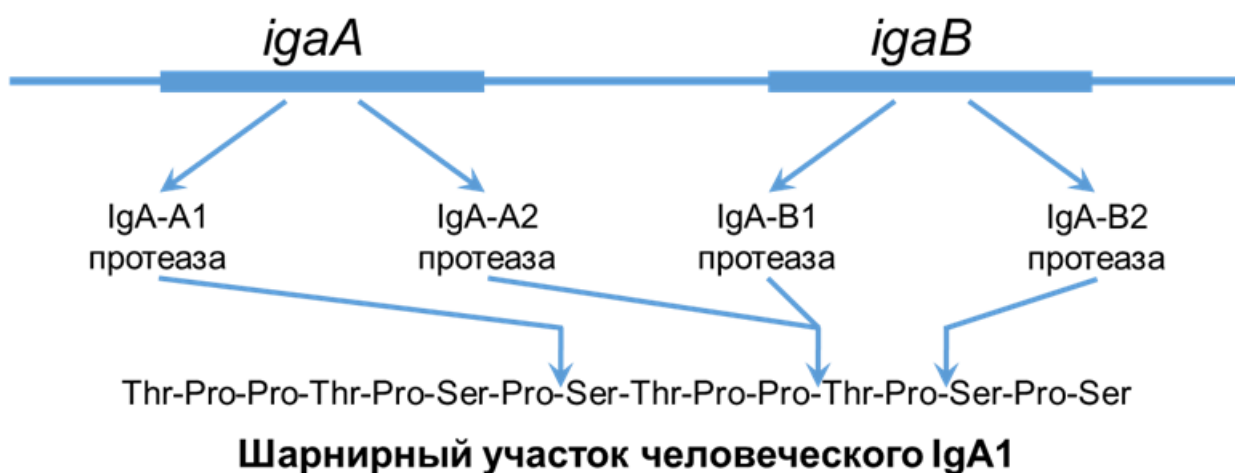 igaA igaB
IgA-A1 протеаза
IgA-A2 протеаза
IgA-B1 протеаза
IgA-B2 протеаза
Thr-Pro-Pro-Thr-Pro-Ser-Pro-Ser-Thr-Pro-Pro-Thr-Pro-Ser-Pro-Ser
Шарнирный участок человеческого IgA1